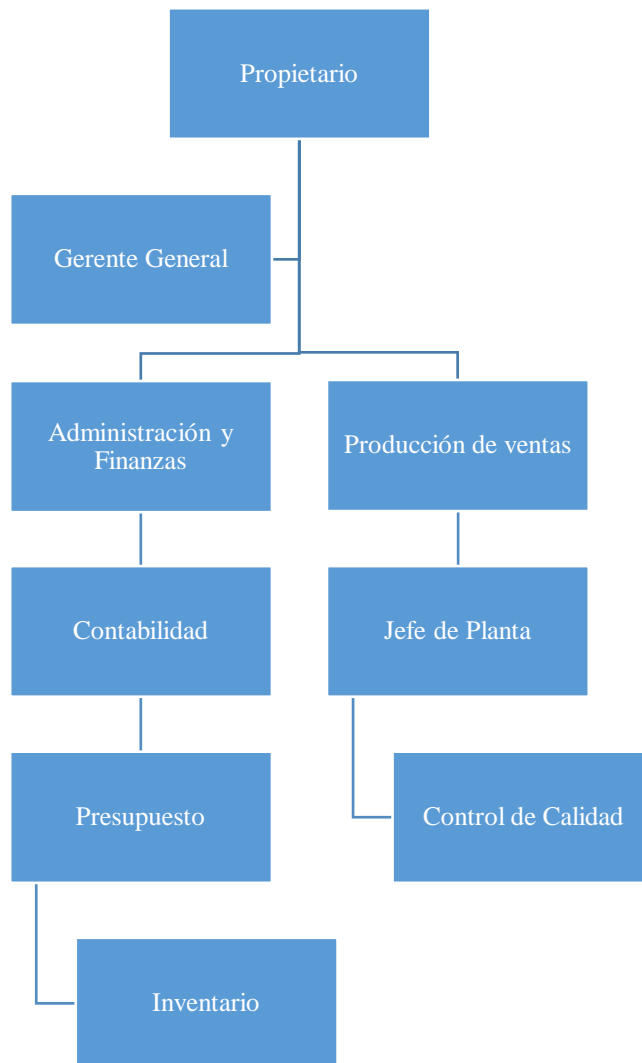 Propietario
Gerente General
Administración y
Finanzas
Producción de ventas
Contabilidad
Jefe de Planta
Presupuesto
Control de Calidad
Inventario